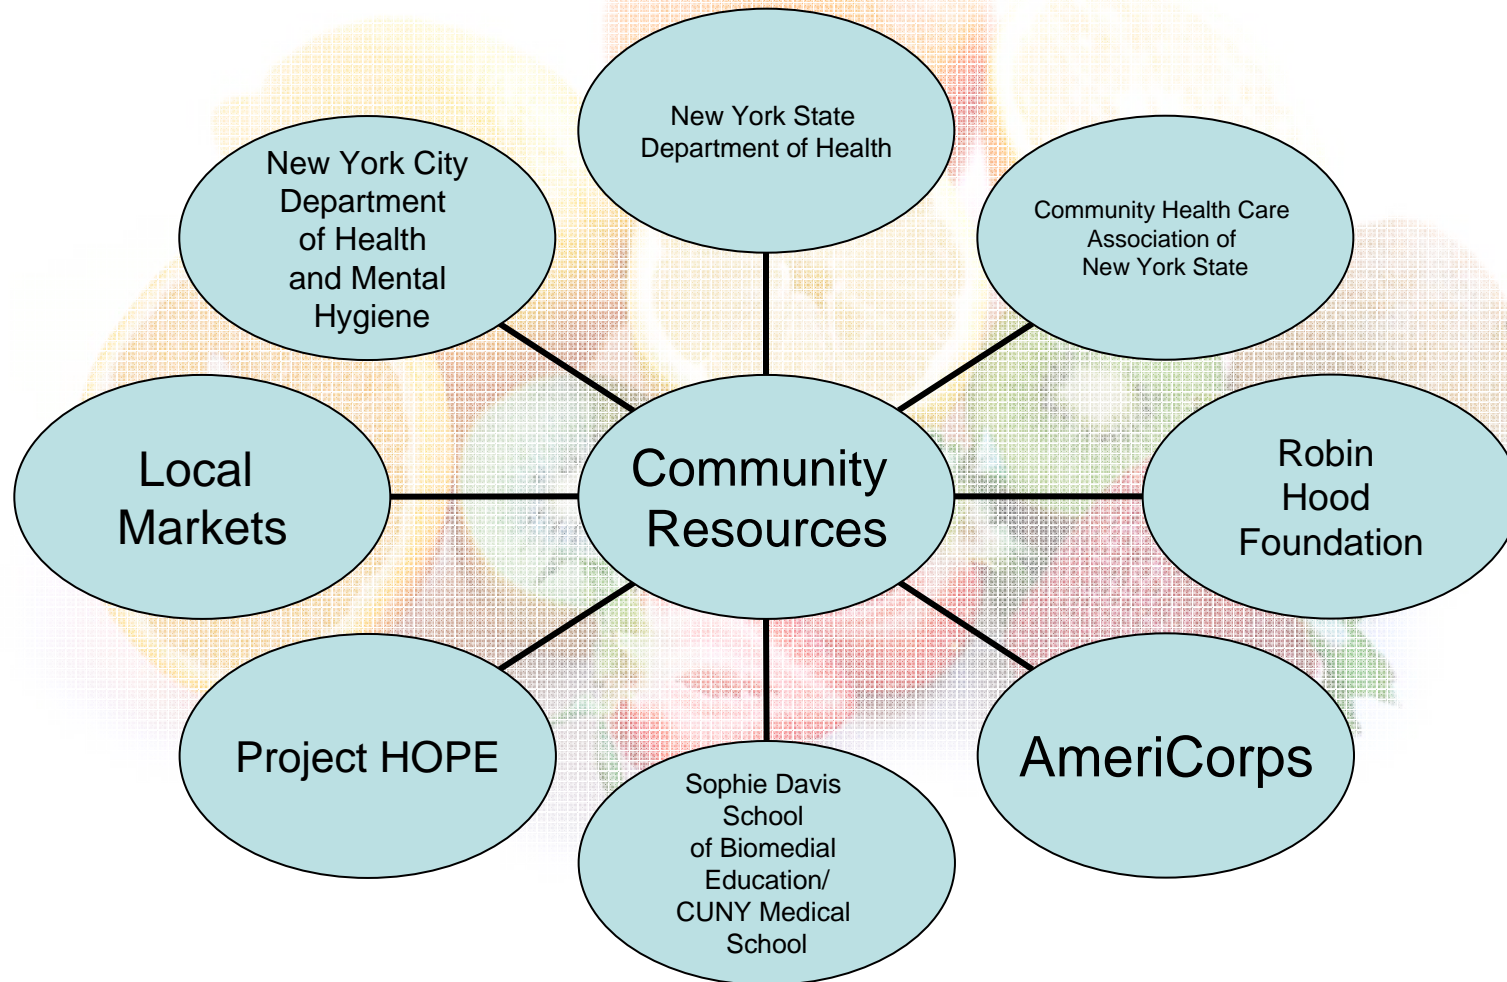 New York State
Department of Health
New York City
Department
of Health
and Mental
Hygiene
Community Health Care
Association of
New York State
Local
Markets
Community
Resources
Robin
Hood
Foundation
Project HOPE
Sophie Davis
School
of Biomedial
Education/
CUNY Medical
School
AmeriCorps